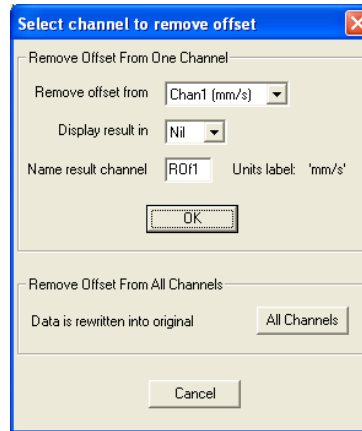 Select channel to remove offset
Remove Offset From One Channel
Remove offset from Chan1 (mm/s)
Display result in Nil
Name result channel ROf1 Units label: 'mm/s'
OK
Remove Offset From All Channels
Data is rewritten into original All Channels
Cancel